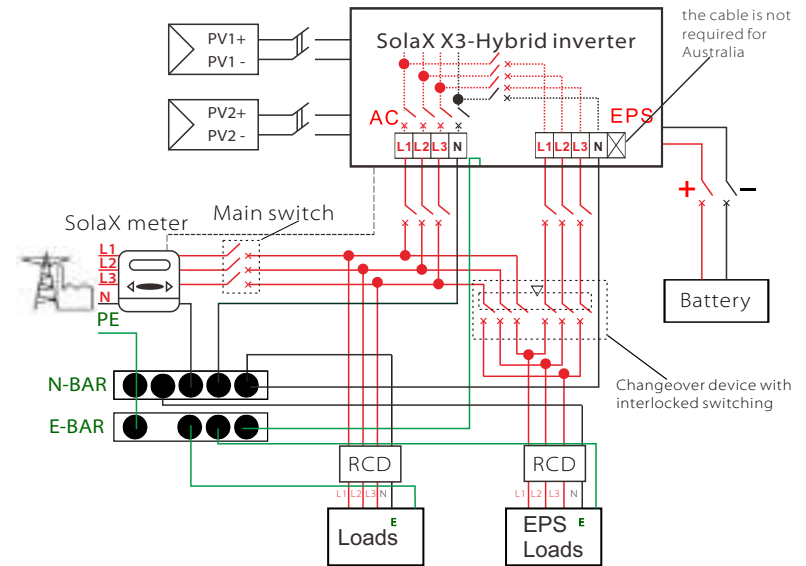 the cable is not
required for
Australia
PV1+
PV1 -
SolaX X3-Hybrid inverter
PV2+
PV2 -
AC
EPS
L1 L2 L3 N
L1 L2 L3 N
+
−
SolaX meter
Main switch
L1
L2
L3
N
PE
Battery
N-BAR
E-BAR
Changeover device with
interlocked switching
RCD
RCD
L1 L2 L3 N
L1 L2 L3 N
E
Loads
E
EPS
Loads